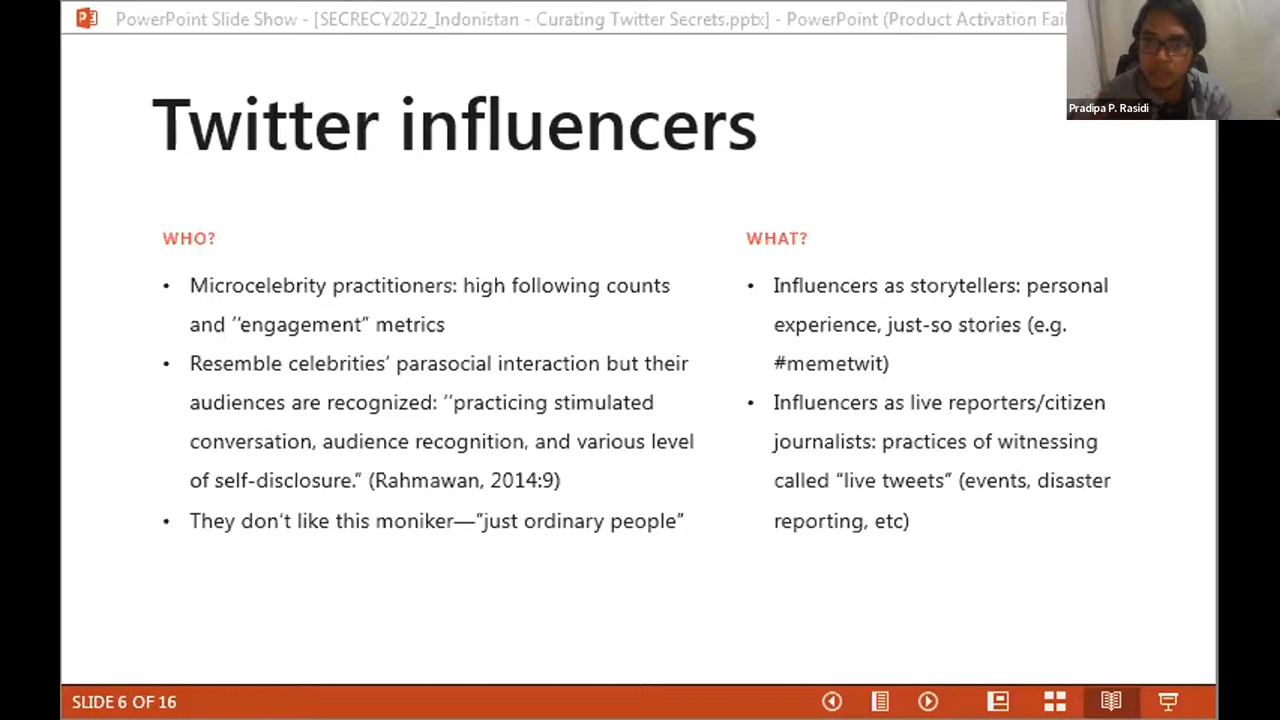 PowerPoint Slide Show - [SECRECY2022_Indonistan - Curating Twitter Secrets.pptx] - PowerPoint (Product Activation Fai
Pradipa P. Rasidi
Twitter influencers
WHO?
• Microcelebrity practitioners: high following counts
and ‘’engagement” metrics
• Resemble celebrities’ parasocial interaction but their
audiences are recognized: ‘’practicing stimulated
conversation, audience recognition, and various level
of self-disclosure.” (Rahmawan, 2014:9)
• They don’t like this moniker—”just ordinary people”
WHAT?
• Influencers as storytellers: personal
experience, just-so stories (e.g.
#memetwit)
• Influencers as live reporters/citizen
journalists: practices of witnessing
called “live tweets” (events, disaster
reporting, etc)
SLIDE 6 OF 16